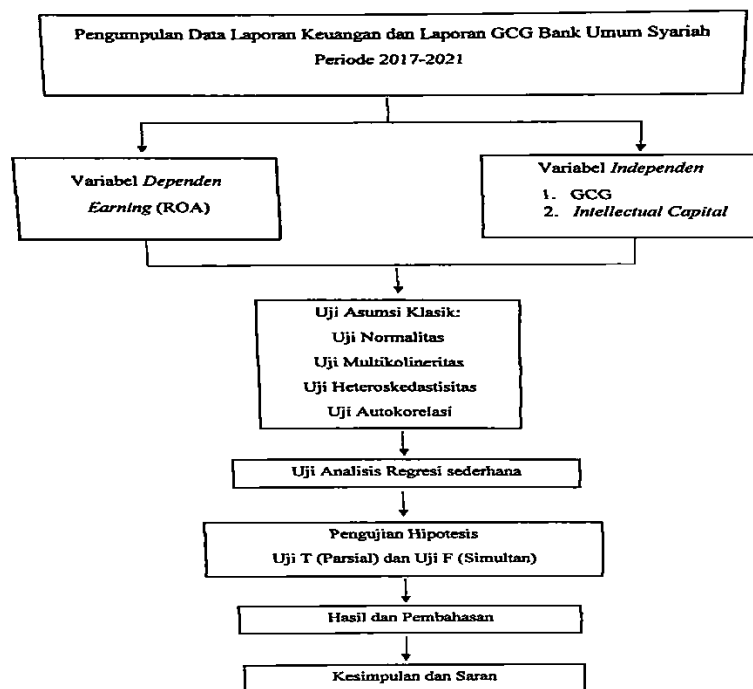 Pengumpulan Data Laporan Keuangan dan Laporan GCG Bank Umum Syariah
Periode 2017-2021
Variabel Dependen
Earning (ROA)
Variabel Independen
1. GCG
2. Intellectual Capital
Uji Asumsi Klasik:
Uji Normalitas
Uji Multikolineritas
Uji Heteroskedastisitas
Uji Autokorelasi
Uji Analisis Regresi sederhana
Pengujian Hipotesis
Uji T (Parsial) dan Uji F (Simultan)
Hasil dan Pembahasan
Kesimpulan dan Saran